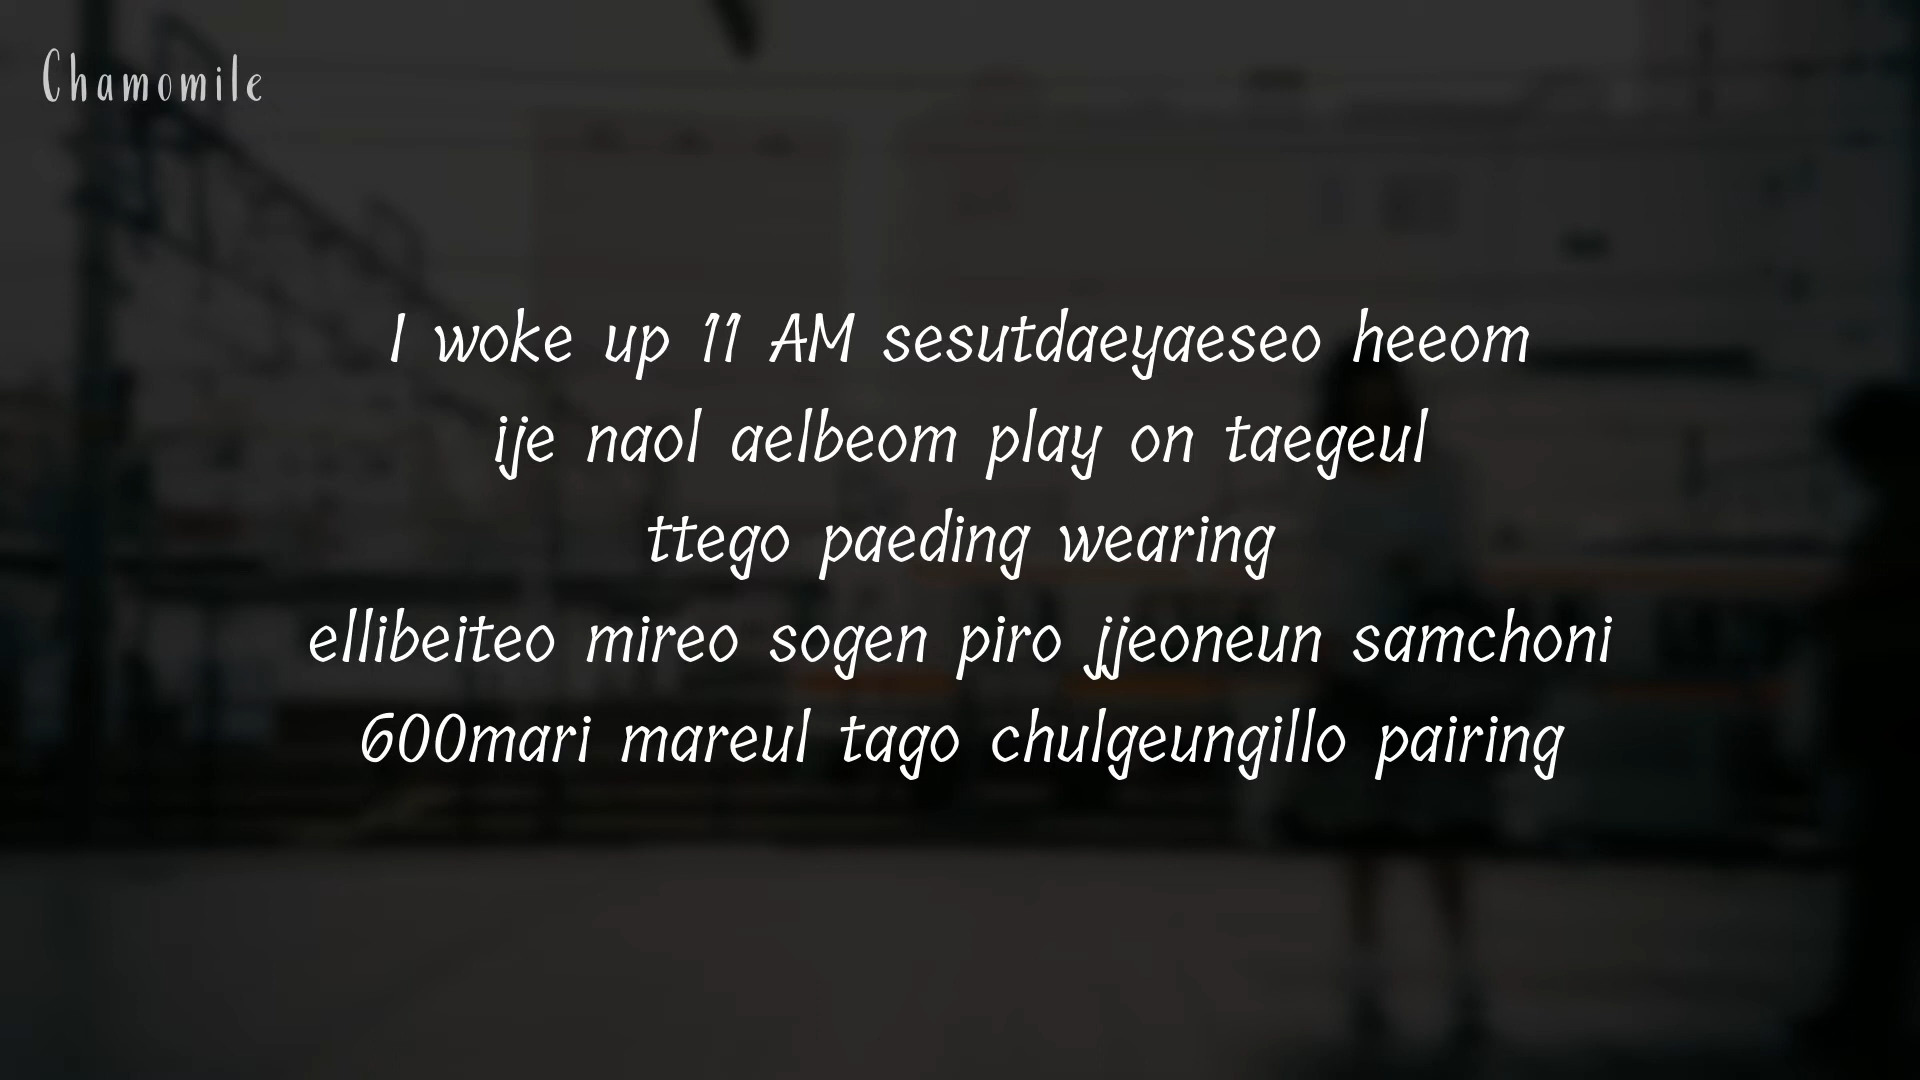 Chamomile
I woke up 11 AM sesutdaeyaeseo heeom
ije naol aelbeom play on taegeul
ttego paeding wearing
ellibeiteo mireo sogen piro jjeoneun samchoni
600mari mareul tago chulgeungillo pairing